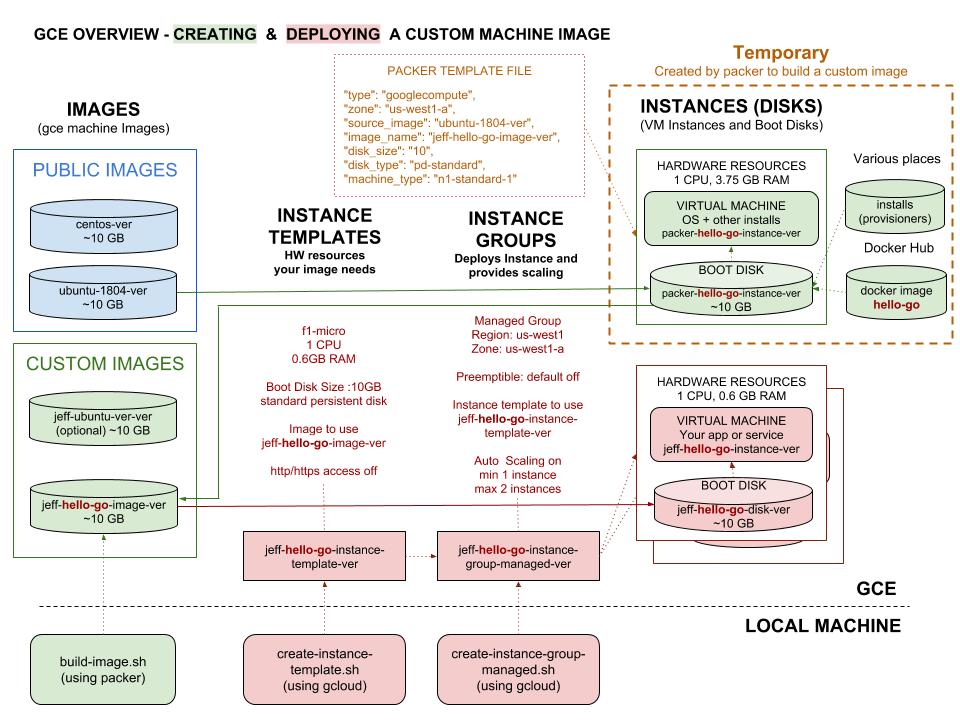 GCE OVERVIEW - CREATING & DEPLOYING A CUSTOM MACHINE IMAGE
Temporary
Created by packer to build a custom image
PACKER TEMPLATE FILE
"type": "googlecompute",
"zone": "us-west1-a",
"source_image": "ubuntu-1804-ver",
"image_name": "jeff-hello-go-image-ver",
"disk_size": "10",
"disk_type": "pd-standard",
"machine_type": "n1-standard-1"
IMAGES
(gce machine Images)
PUBLIC IMAGES
centos-ver
~10 GB
ubuntu-1804-ver
~10 GB
CUSTOM IMAGES
jeff-ubuntu-ver-ver
(optional) ~10 GB
jeff-hello-go-image-ver
~10 GB
INSTANCE
TEMPLATES
HW resources
your image needs
f1-micro
1 CPU
0.6GB RAM
Boot Disk Size :10GB
standard persistent disk
Image to use
jeff-hello-go-image-ver
http/https access off
jeff-hello-go-instance-
template-ver
INSTANCE
GROUPS
Deploys Instance and
provides scaling
Managed Group
Region: us-west1
Zone: us-west1-a
Preemptible: default off
Instance template to use
jeff-hello-go-instance-
template-ver
Auto  Scaling on
min 1 instance
max 2 instances
jeff-hello-go-instance-
group-managed-ver
INSTANCES (DISKS)
(VM Instances and Boot Disks)
HARDWARE RESOURCES
1 CPU, 3.75 GB RAM
VIRTUAL MACHINE
OS + other installs
packer-hello-go-instance-ver
BOOT DISK
packer-hello-go-instance-ver
~10 GB
Various places
installs
(provisioners)
Docker Hub
docker image
hello-go
HARDWARE RESOURCES
1 CPU, 0.6 GB RAM
VIRTUAL MACHINE
Your app or service
jeff-hello-go-instance-ver
BOOT DISK
jeff-hello-go-disk-ver
~10 GB
GCE
LOCAL MACHINE
build-image.sh
(using packer)
create-instance-
template.sh
(using gcloud)
create-instance-group-
managed.sh
(using gcloud)